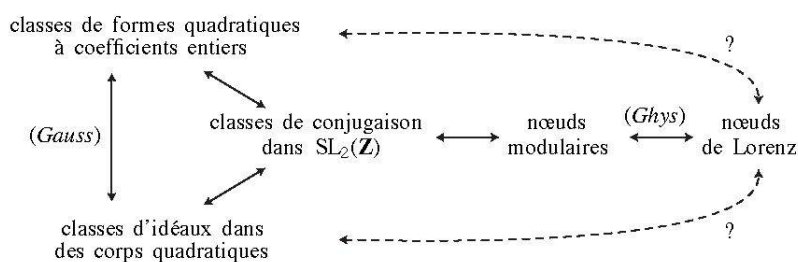 classes de formes quadratiques
à coefficients entiers
?
(Gauss)
classes de conjugaison
dans SL₂(Z)
nœuds
modulaires
(Ghys)
nœuds
de Lorenz
classes d'idéaux dans
des corps quadratiques
?